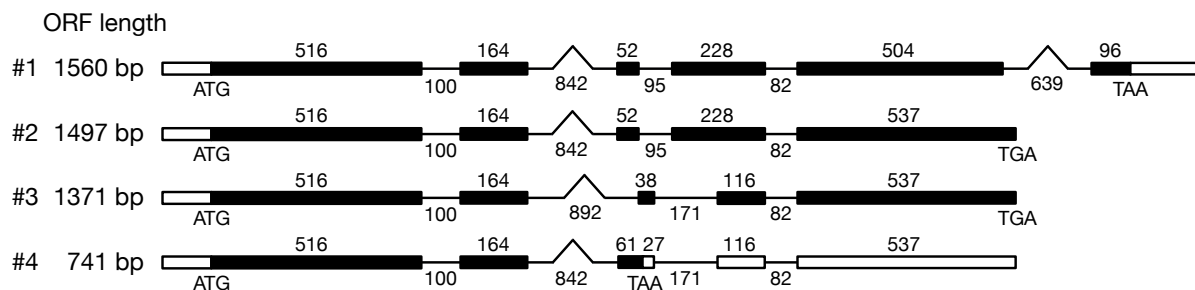 ORF length
516 164 52 228 504 96
#1 1560 bp
ATG 100 842 95 82 639 TAA
516 164 52 228 537
#2 1497 bp
ATG 100 842 95 82 TGA
516 164 38 116 537
#3 1371 bp
ATG 100 892 171 82 TGA
516 164 61 27 116 537
#4 741 bp
ATG 100 842 TAA 171 82